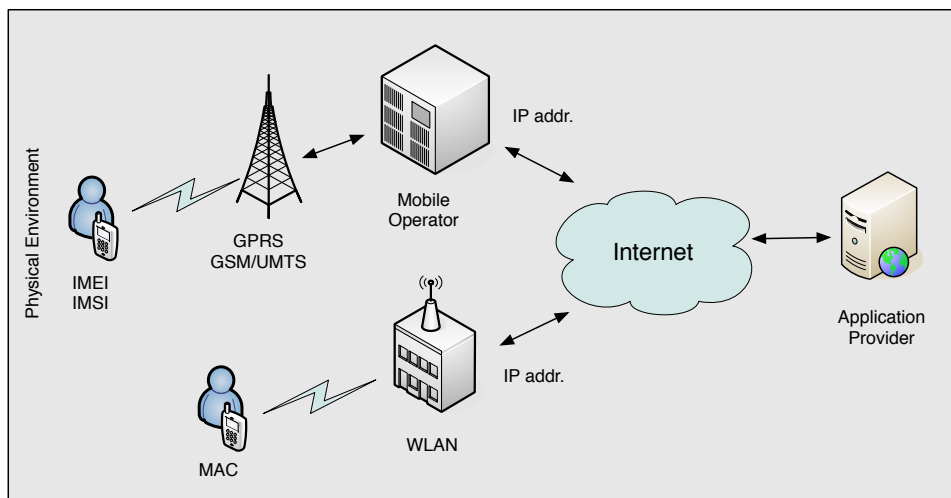 Physical Environment
IMEI
IMSI
GPRS
GSM/UMTS
Mobile
Operator
IP addr.
Internet
Application
Provider
MAC
WLAN
IP addr.